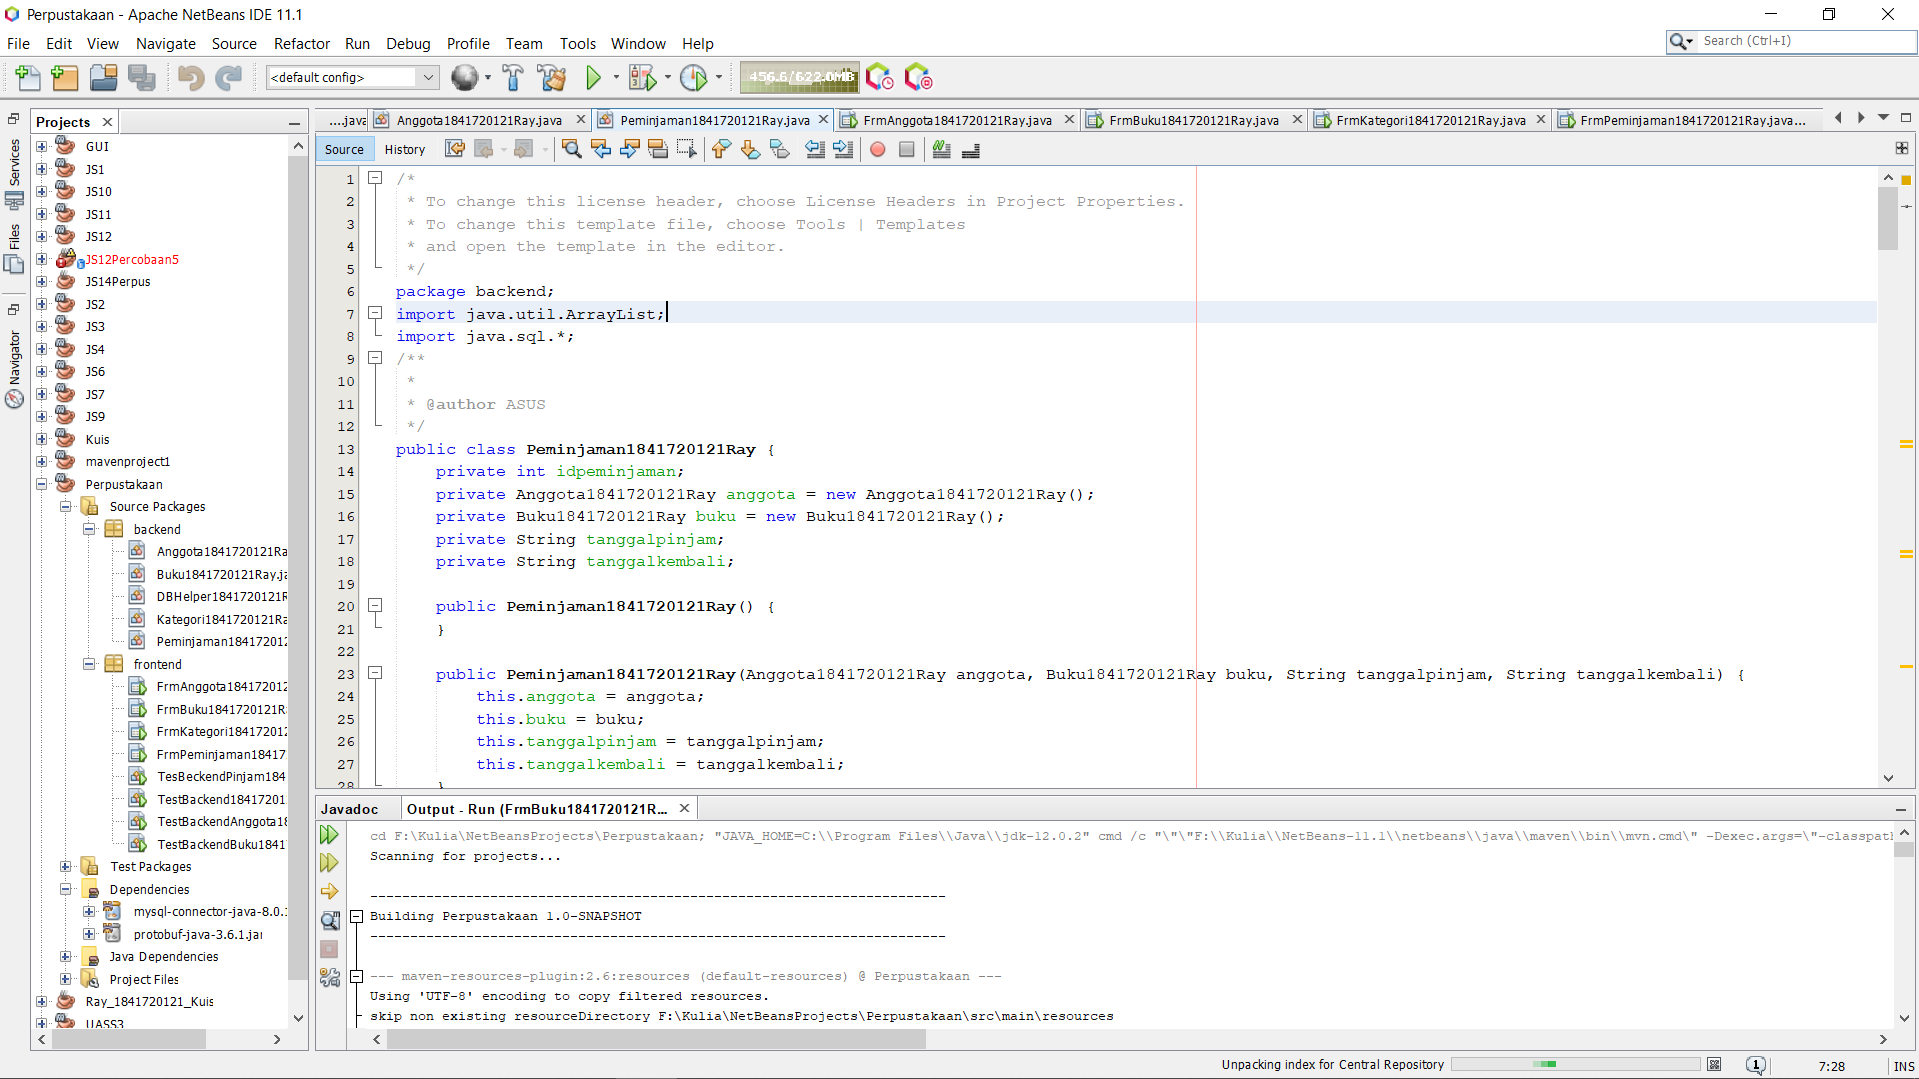 Perpustakaan - Apache NetBeans IDE 11.1
File Edit View Navigate Source Refactor Run Debug Profile Team Tools Window Help
Search (Ctrl+I)
<default config>
456.6/622.0MB
Services
Files
Navigator
Projects
GUI
JS1
JS10
JS11
JS12
JS12Percobaan5
JS14Perpus
JS2
JS3
JS4
JS6
JS7
JS9
Kuis
mavenproject1
Perpustakaan
Source Packages
backend
Anggota1841720121Ra
Buku1841720121Ray.ja
DBHelper1841720121R
Kategori1841720121Ra
Peminjaman184172012
frontend
FrmAnggota184172012
FrmBuku1841720121R
FrmKategori184172012
FrmPeminjaman18417
TesBeckendPinjam184
TestBackend18417201
TestBackendAnggota18
TestBackendBuku1841
Test Packages
Dependencies
mysql-connector-java-8.0.1
protobuf-java-3.6.1.jar
Java Dependencies
Project Files
Ray_1841720121_Kuis
UASS3
...java Anggota1841720121Ray.java Peminjaman1841720121Ray.java FrmAnggota1841720121Ray.java FrmBuku1841720121Ray.java FrmKategori1841720121Ray.java FrmPeminjaman1841720121Ray.java...
Source History
1 /*
2 * To change this license header, choose License Headers in Project Properties.
3 * To change this template file, choose Tools | Templates
4 * and open the template in the editor.
5 */
6 package backend;
7 import java.util.ArrayList;
8 import java.sql.*;
9 /**
10 *
11 * @author ASUS
12 */
13 public class Peminjaman1841720121Ray {
14 private int idpeminjaman;
15 private Anggota1841720121Ray anggota = new Anggota1841720121Ray();
16 private Buku1841720121Ray buku = new Buku1841720121Ray();
17 private String tanggalpinjam;
18 private String tanggalkembali;
19
20 public Peminjaman1841720121Ray() {
21 }
22
23 public Peminjaman1841720121Ray(Anggota1841720121Ray anggota, Buku1841720121Ray buku, String tanggalpinjam, String tanggalkembali) {
24 this.anggota = anggota;
25 this.buku = buku;
26 this.tanggalpinjam = tanggalpinjam;
27 this.tanggalkembali = tanggalkembali;
28 }
Javadoc Output - Run (FrmBuku1841720121R...
cd F:\Kulia\NetBeansProjects\Perpustakaan; "JAVA_HOME=C:\\Program Files\\Java\\jdk-12.0.2" cmd /c "\"\"F:\\Kulia\\NetBeans-11.1\\netbeans\\java\\maven\\bin\\mvn.cmd\" -Dexec.args=\"-classpath
Scanning for projects...
------------------------------------------------------------------------
Building Perpustakaan 1.0-SNAPSHOT
------------------------------------------------------------------------
--- maven-resources-plugin:2.6:resources (default-resources) @ Perpustakaan ---
Using 'UTF-8' encoding to copy filtered resources.
skip non existing resourceDirectory F:\Kulia\NetBeansProjects\Perpustakaan\src\main\resources
Unpacking index for Central Repository 1 7:28 INS